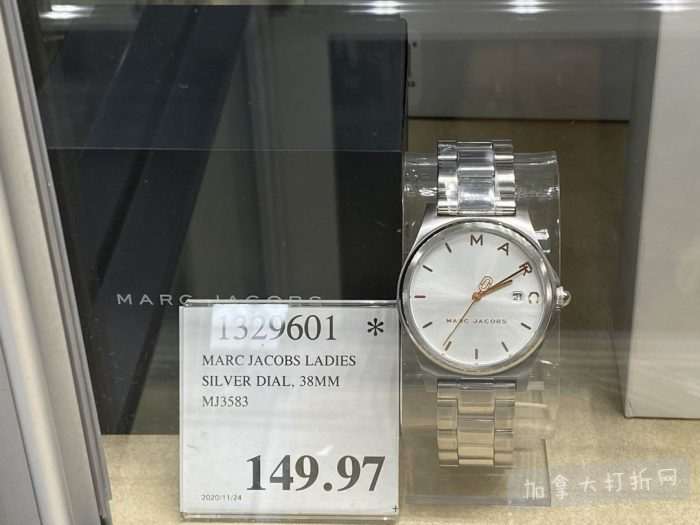 MARC JACOBS
1329601 *
MARC JACOBS LADIES
SILVER DIAL, 38MM
MJ3583
149.97
2020/11/24
MARC
MARC JACOBS
加拿大打折网